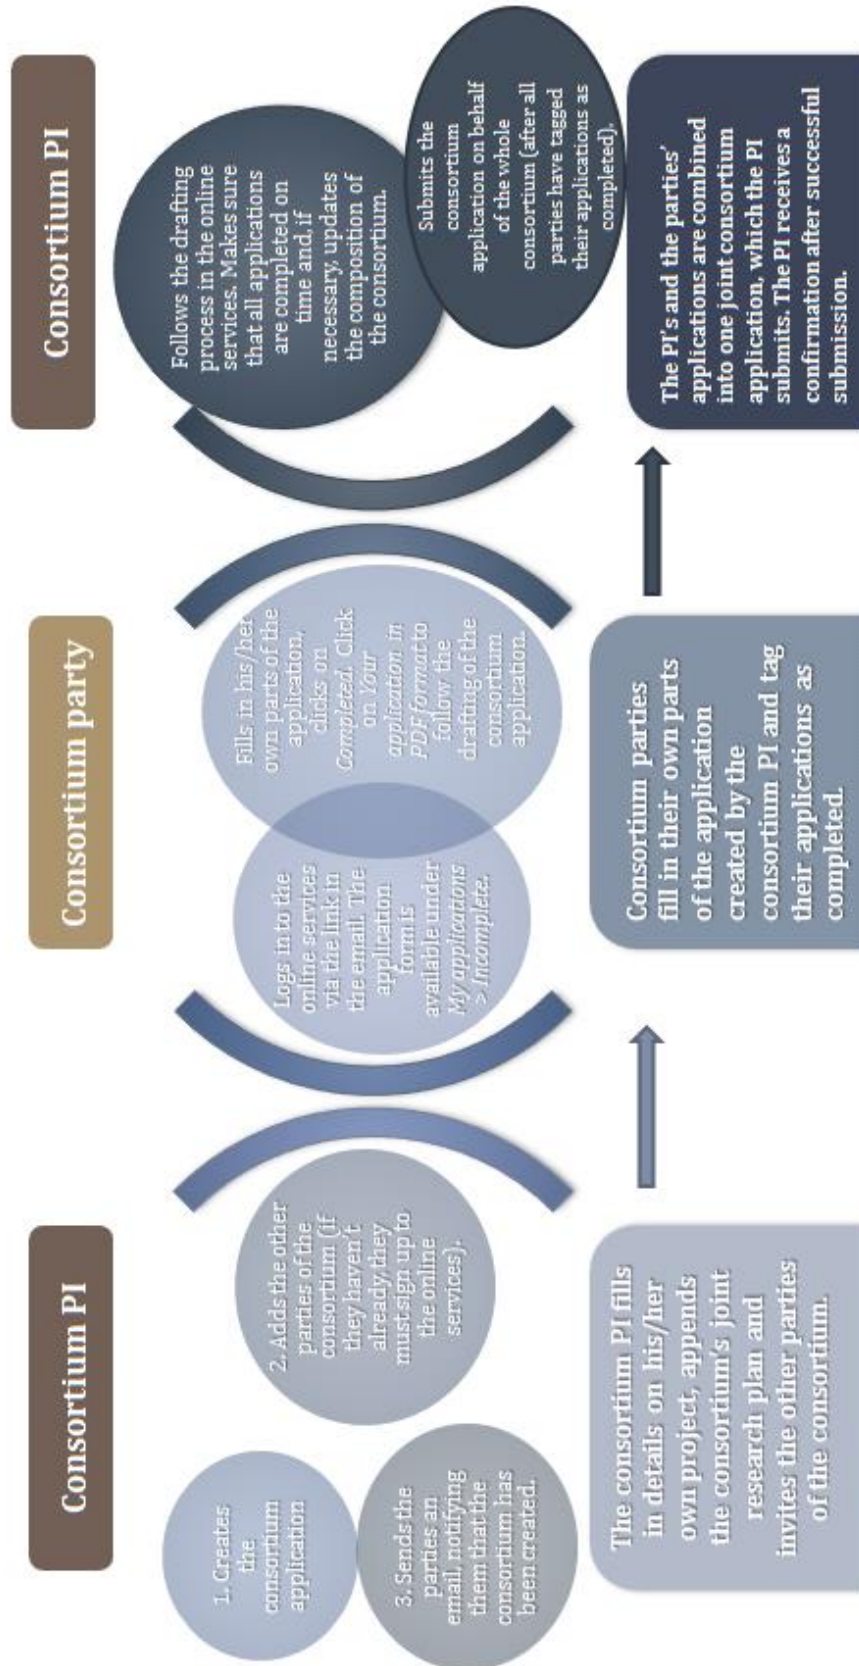 Consortium PI
1. Creates
the
consortium
application
2. Adds the other
parties of the
consortium (if
they haven't
already, they
must sign up to
the online
services).
3. Sends the
parties an
email, notifying
them that the
consortium has
been created.
The consortium PI fills
in details on his/her
own project, appends
the consortium's joint
research plan and
invites the other parties
of the consortium.
Consortium party
Logs in to the
online services
via the link in
the email. The
application
form is
available under
My applications
> Incomplete.
Fills in his/her
own parts of the
application,
clicks on
Completed. Click
on Your
application in
PDF format to
follow the
drafting of the
consortium
application.
Consortium parties
fill in their own parts
of the application
created by the
consortium PI and tag
their applications as
completed.
Consortium PI
Follows the drafting
process in the online
services. Makes sure
that all applications
are completed on
time and, if
necessary, updates
the composition of
the consortium.
Submits the
consortium
application on behalf
of the whole
consortium (after all
parties have tagged
their applications as
completed).
The PI's and the parties'
applications are combined
into one joint consortium
application, which the PI
submits. The PI receives a
confirmation after successful
submission.